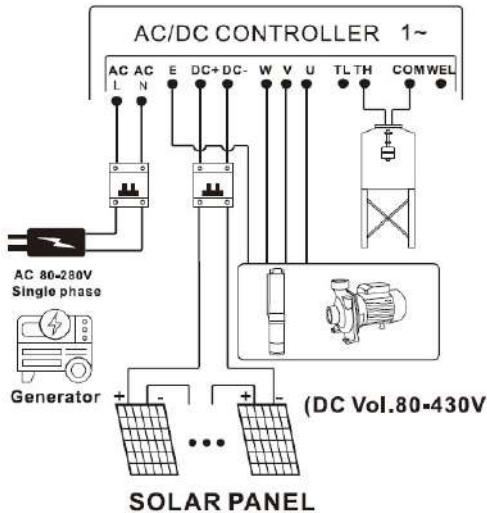 AC/DC CONTROLLER 1~
AC AC E DC+ DC- W V U TL TH COM WEL
L N
AC 80-280V
Single phase
Generator
+ - + -
(DC Vol.80-430V
SOLAR PANEL